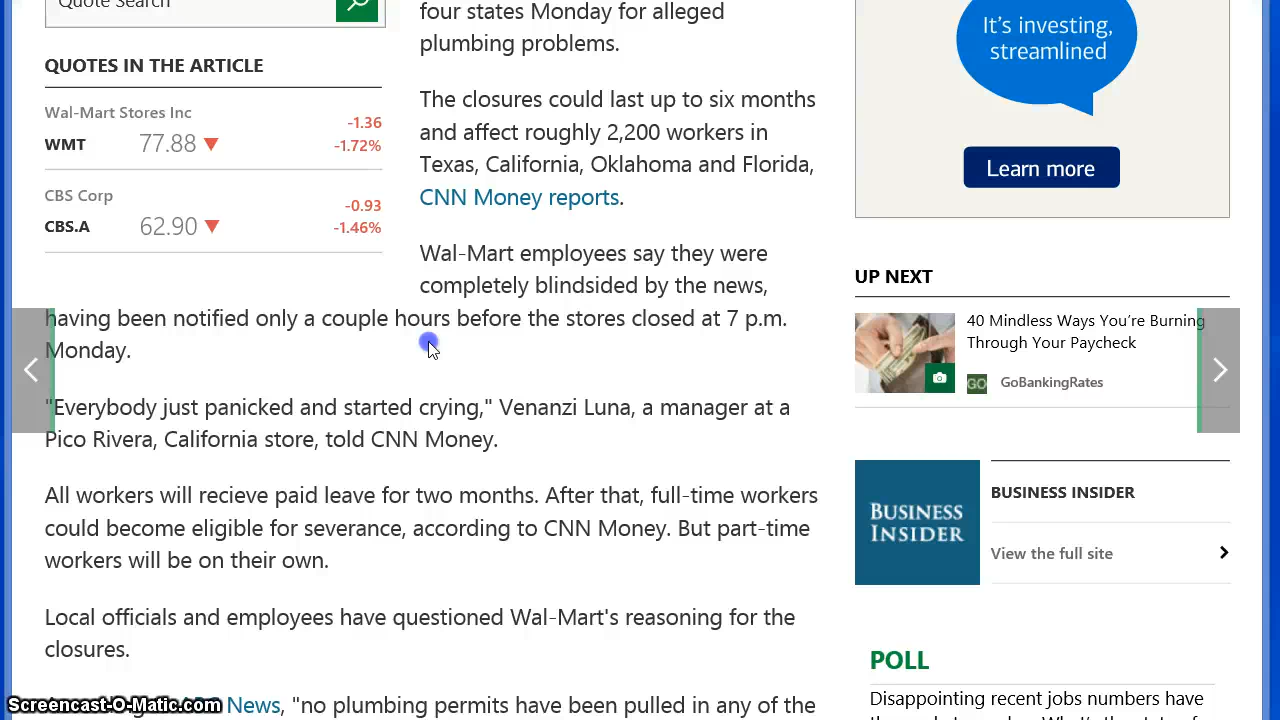 Quote Search
QUOTES IN THE ARTICLE
Wal-Mart Stores Inc
-1.36
WMT 77.88 -1.72%
CBS Corp
-0.93
CBS.A 62.90 -1.46%
four states Monday for alleged
plumbing problems.
The closures could last up to six months
and affect roughly 2,200 workers in
Texas, California, Oklahoma and Florida,
CNN Money reports.
Wal-Mart employees say they were
completely blindsided by the news,
having been notified only a couple hours before the stores closed at 7 p.m.
Monday.
"Everybody just panicked and started crying," Venanzi Luna, a manager at a
Pico Rivera, California store, told CNN Money.
All workers will recieve paid leave for two months. After that, full-time workers
could become eligible for severance, according to CNN Money. But part-time
workers will be on their own.
Local officials and employees have questioned Wal-Mart's reasoning for the
closures.
News, "no plumbing permits have been pulled in any of the
Screencast-O-Matic.com
It's investing,
streamlined
Learn more
UP NEXT
40 Mindless Ways You're Burning
Through Your Paycheck
GO GoBankingRates
BUSINESS
INSIDER
BUSINESS INSIDER
View the full site
POLL
Disappointing recent jobs numbers have